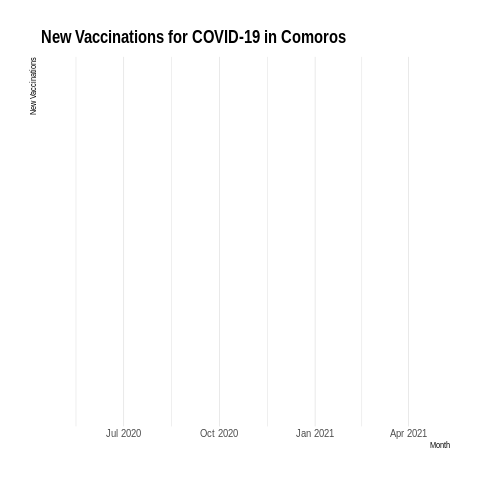 New Vaccinations for COVID-19 in Comoros
New Vaccinations
Jul 2020
Oct 2020
Jan 2021
Apr 2021
Month